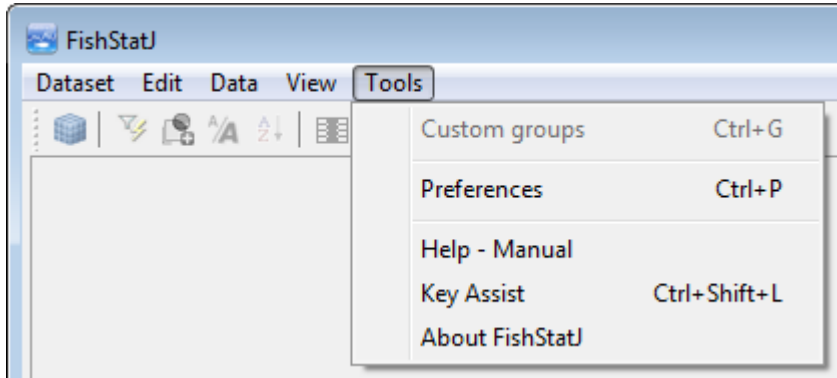 FishStatJ
Dataset Edit Data View Tools
Custom groups Ctrl+G
Preferences Ctrl+P
Help - Manual
Key Assist Ctrl+Shift+L
About FishStatJ